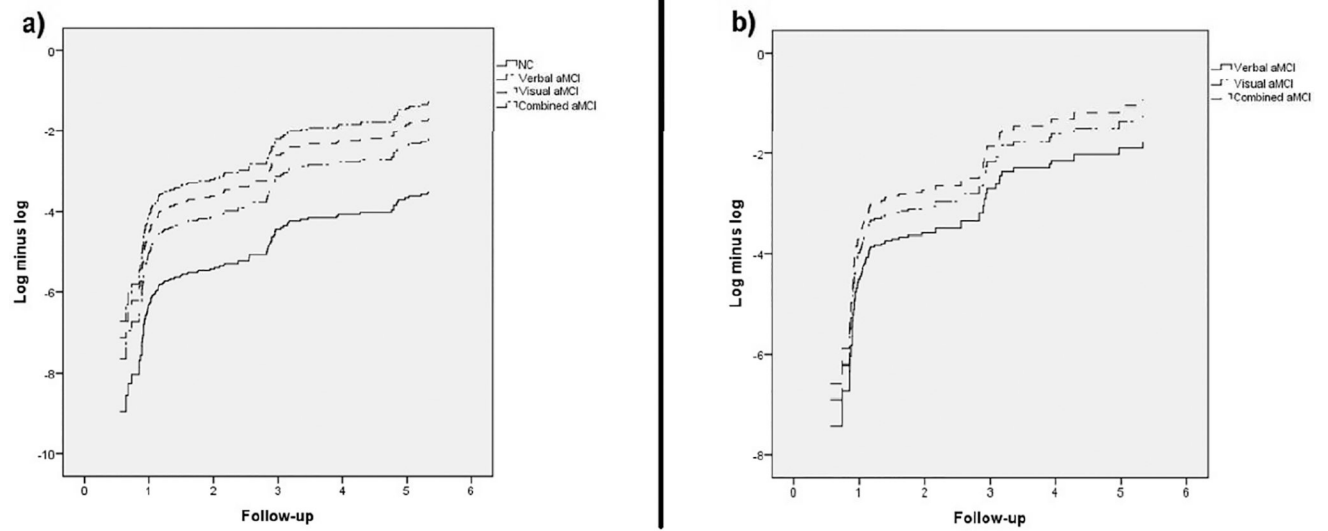 a)
0
-2
-4
-6
-8
-10
Log minus log
0 1 2 3 4 5 6
Follow-up
NC
Verbal aMCI
Visual aMCI
Combined aMCI
b)
0
-2
-4
-6
-8
Log minus log
0 1 2 3 4 5 6
Follow-up
Verbal aMCI
Visual aMCI
Combined aMCI